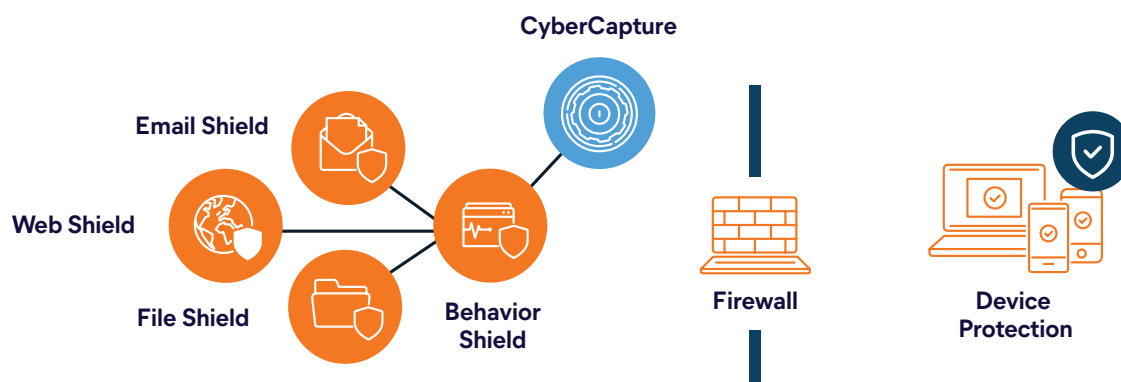 CyberCapture
Email Shield
Web Shield
File Shield
Behavior
Shield
Firewall
Device
Protection